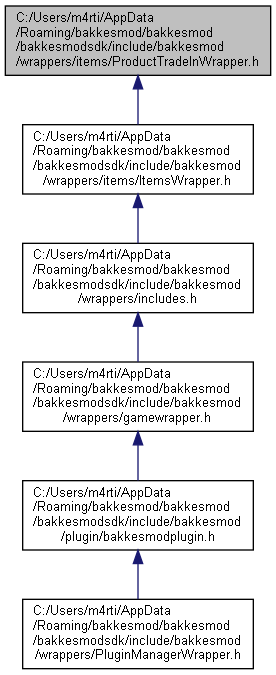 C:/Users/m4rti/AppData
/Roaming/bakkesmod/bakkesmod
/bakkesmodsdk/include/bakkesmod
/wrappers/items/ProductTradeInWrapper.h
C:/Users/m4rti/AppData
/Roaming/bakkesmod/bakkesmod
/bakkesmodsdk/include/bakkesmod
/wrappers/items/ItemsWrapper.h
C:/Users/m4rti/AppData
/Roaming/bakkesmod/bakkesmod
/bakkesmodsdk/include/bakkesmod
/wrappers/includes.h
C:/Users/m4rti/AppData
/Roaming/bakkesmod/bakkesmod
/bakkesmodsdk/include/bakkesmod
/wrappers/gamewrapper.h
C:/Users/m4rti/AppData
/Roaming/bakkesmod/bakkesmod
/bakkesmodsdk/include/bakkesmod
/plugin/bakkesmodplugin.h
C:/Users/m4rti/AppData
/Roaming/bakkesmod/bakkesmod
/bakkesmodsdk/include/bakkesmod
/wrappers/PluginManagerWrapper.h